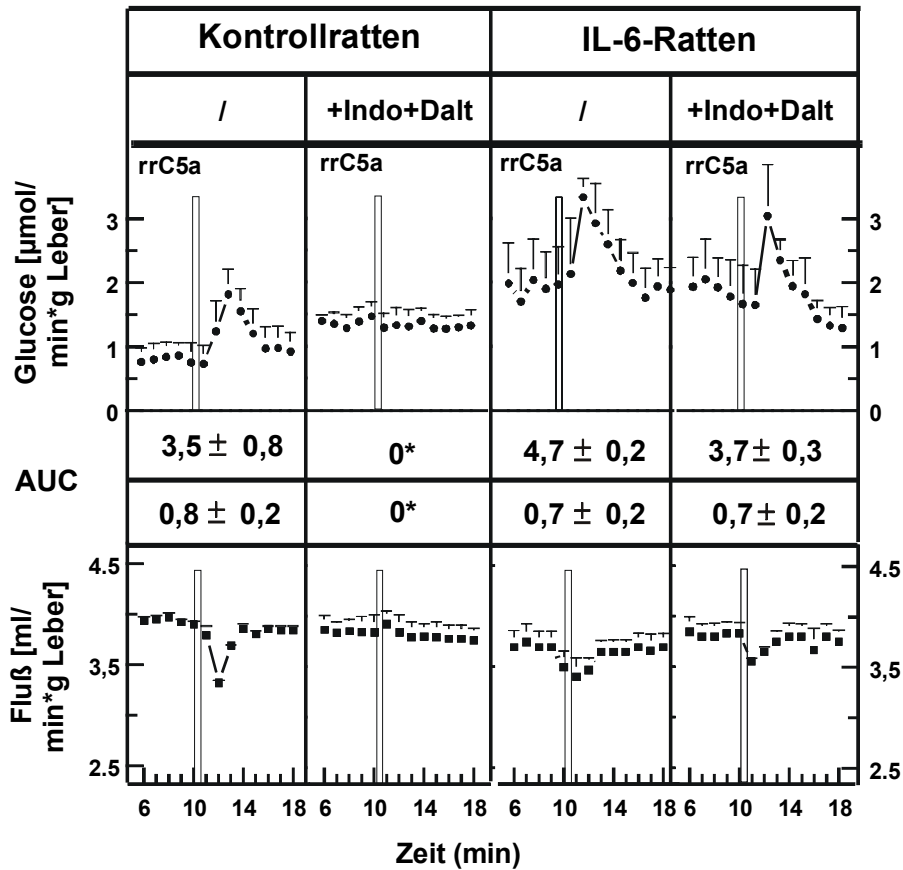 Kontrollratten IL-6-Ratten
/ +Indo+Dalt / +Indo+Dalt
rrC5a rrC5a rrC5a rrC5a
Glucose [µmol/
min*g Leber]
3 3
2 2
1 1
0 0
AUC
3,5 ± 0,8 0* 4,7 ± 0,2 3,7 ± 0,3
0,8 ± 0,2 0* 0,7 ± 0,2 0,7 ± 0,2
Fluß [ml/
min*g Leber]
4.5 4.5
3,5 3,5
2.5 2.5
6 10 14 18 6 10 14 18 6 10 14 18 6 10 14 18
Zeit (min)